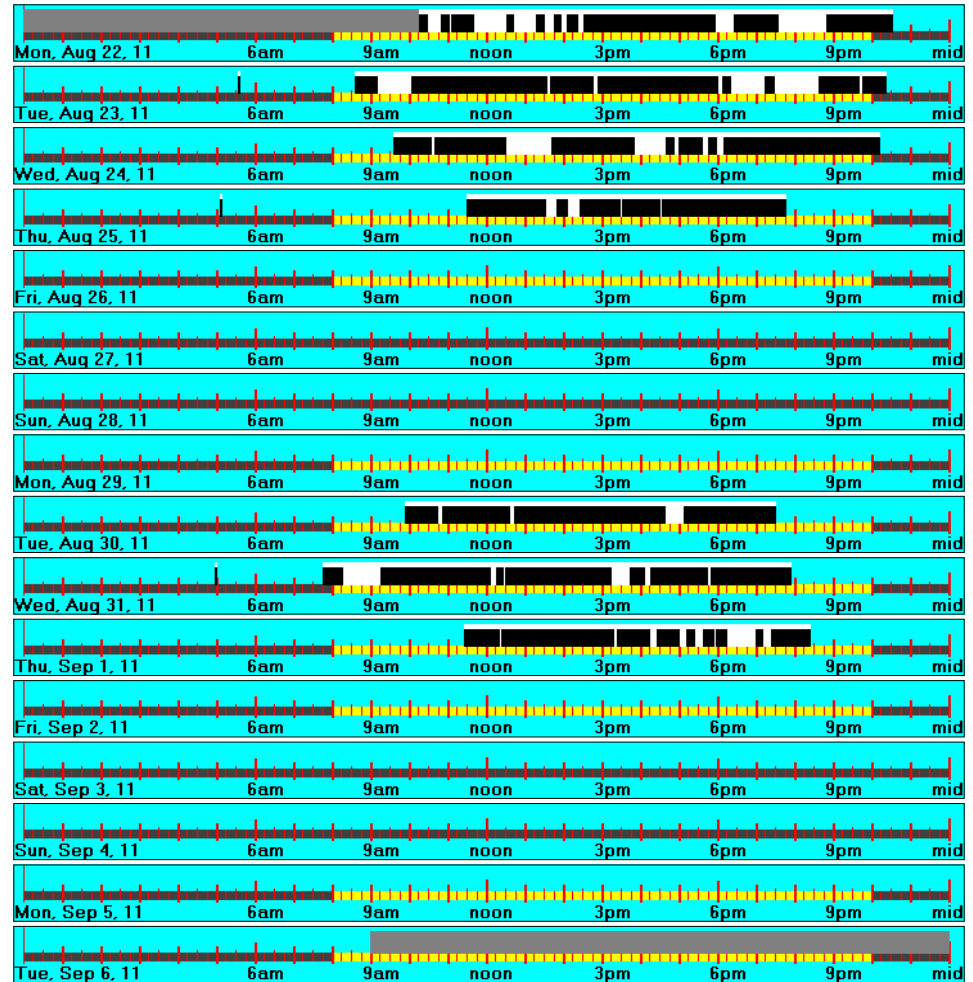 6am 9am noon 3pm 6pm 9pm mid
Mon, Aug 22, 11
6am 9am noon 3pm 6pm 9pm mid
Tue, Aug 23, 11
6am 9am noon 3pm 6pm 9pm mid
Wed, Aug 24, 11
6am 9am noon 3pm 6pm 9pm mid
Thu, Aug 25, 11
6am 9am noon 3pm 6pm 9pm mid
Fri, Aug 26, 11
6am 9am noon 3pm 6pm 9pm mid
Sat, Aug 27, 11
6am 9am noon 3pm 6pm 9pm mid
Sun, Aug 28, 11
6am 9am noon 3pm 6pm 9pm mid
Mon, Aug 29, 11
6am 9am noon 3pm 6pm 9pm mid
Tue, Aug 30, 11
6am 9am noon 3pm 6pm 9pm mid
Wed, Aug 31, 11
6am 9am noon 3pm 6pm 9pm mid
Thu, Sep 1, 11
6am 9am noon 3pm 6pm 9pm mid
Fri, Sep 2, 11
6am 9am noon 3pm 6pm 9pm mid
Sat, Sep 3, 11
6am 9am noon 3pm 6pm 9pm mid
Sun, Sep 4, 11
6am 9am noon 3pm 6pm 9pm mid
Mon, Sep 5, 11
6am 9am noon 3pm 6pm 9pm mid
Tue, Sep 6, 11